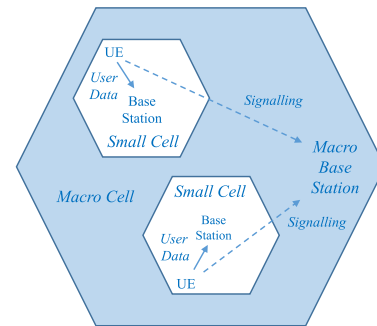 UE
User
Data
Base
Station
Small Cell
Signalling
Macro
Base
Station
Macro Cell
Small Cell
Base
Station
User
Data
Signalling
UE